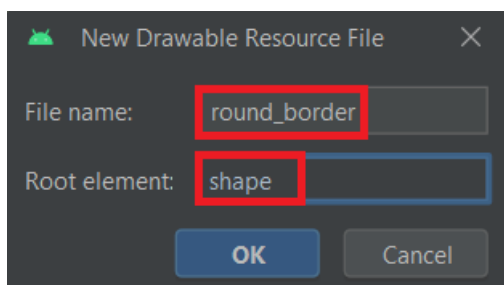 New Drawable Resource File
File name: round_border
Root element: shape
OK Cancel